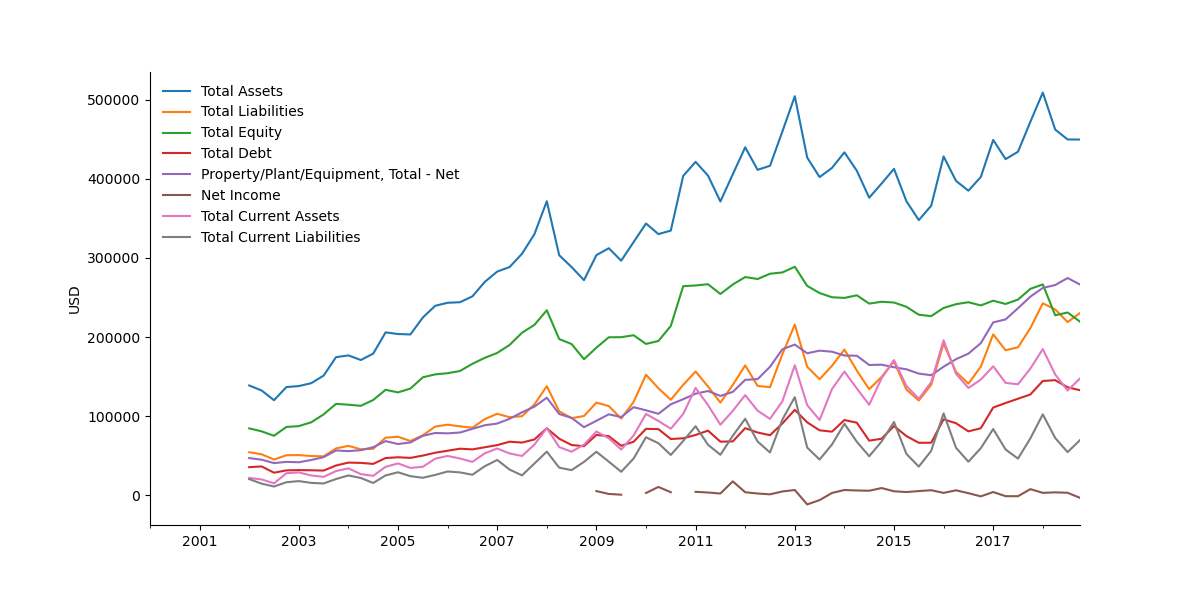 500000
400000
300000
200000
100000
0
USD
Total Assets
Total Liabilities
Total Equity
Total Debt
Property/Plant/Equipment, Total - Net
Net Income
Total Current Assets
Total Current Liabilities
2001 2003 2005 2007 2009 2011 2013 2015 2017